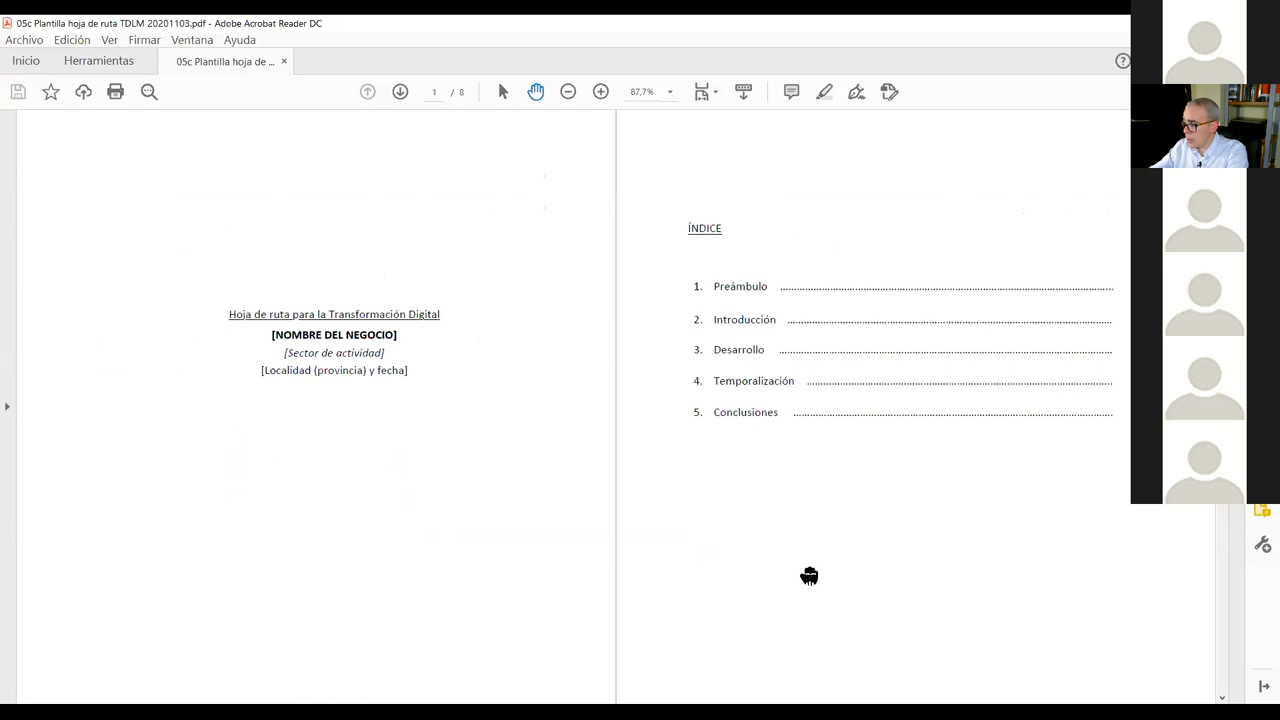 05c Plantilla hoja de ruta TDLM 20201103.pdf - Adobe Acrobat Reader DC
Archivo Edición Ver Firmar Ventana Ayuda
Inicio Herramientas 05c Plantilla hoja de ... ×
1 / 8 87,7%
Hoja de ruta para la Transformación Digital
[NOMBRE DEL NEGOCIO]
[Sector de actividad]
[Localidad (provincia) y fecha]
ÍNDICE
1. Preámbulo
2. Introducción
3. Desarrollo
4. Temporalización
5. Conclusiones